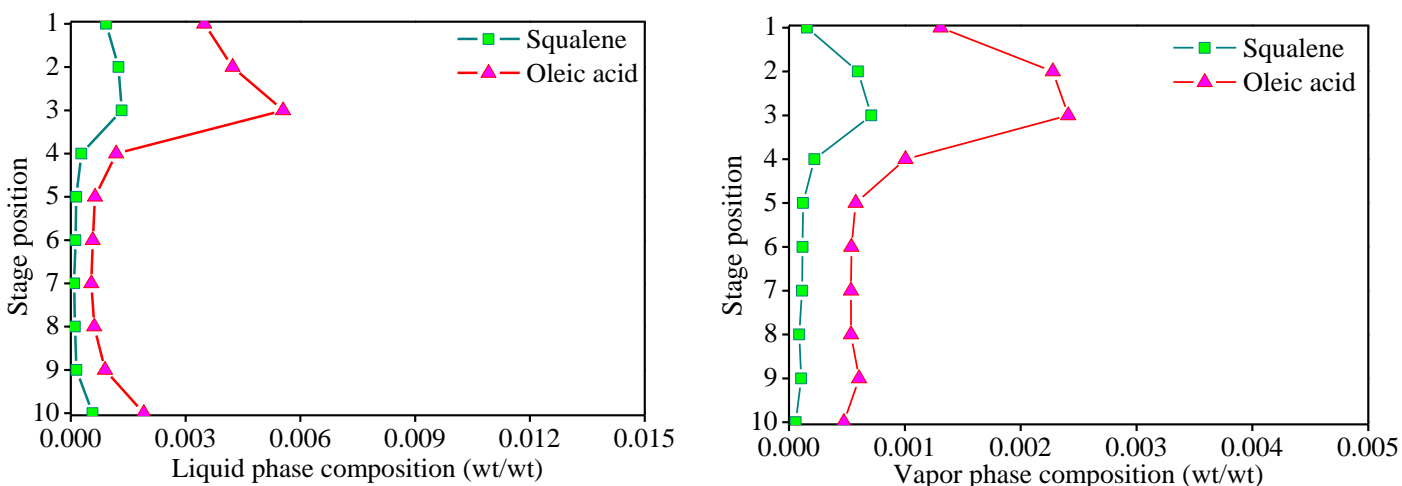 1
2
3
4
5
6
7
8
9
10
Stage position
Squalene
Oleic acid
0.000 0.003 0.006 0.009 0.012 0.015
Liquid phase composition (wt/wt)
1
2
3
4
5
6
7
8
9
10
Stage position
Squalene
Oleic acid
0.000 0.001 0.002 0.003 0.004 0.005
Vapor phase composition (wt/wt)